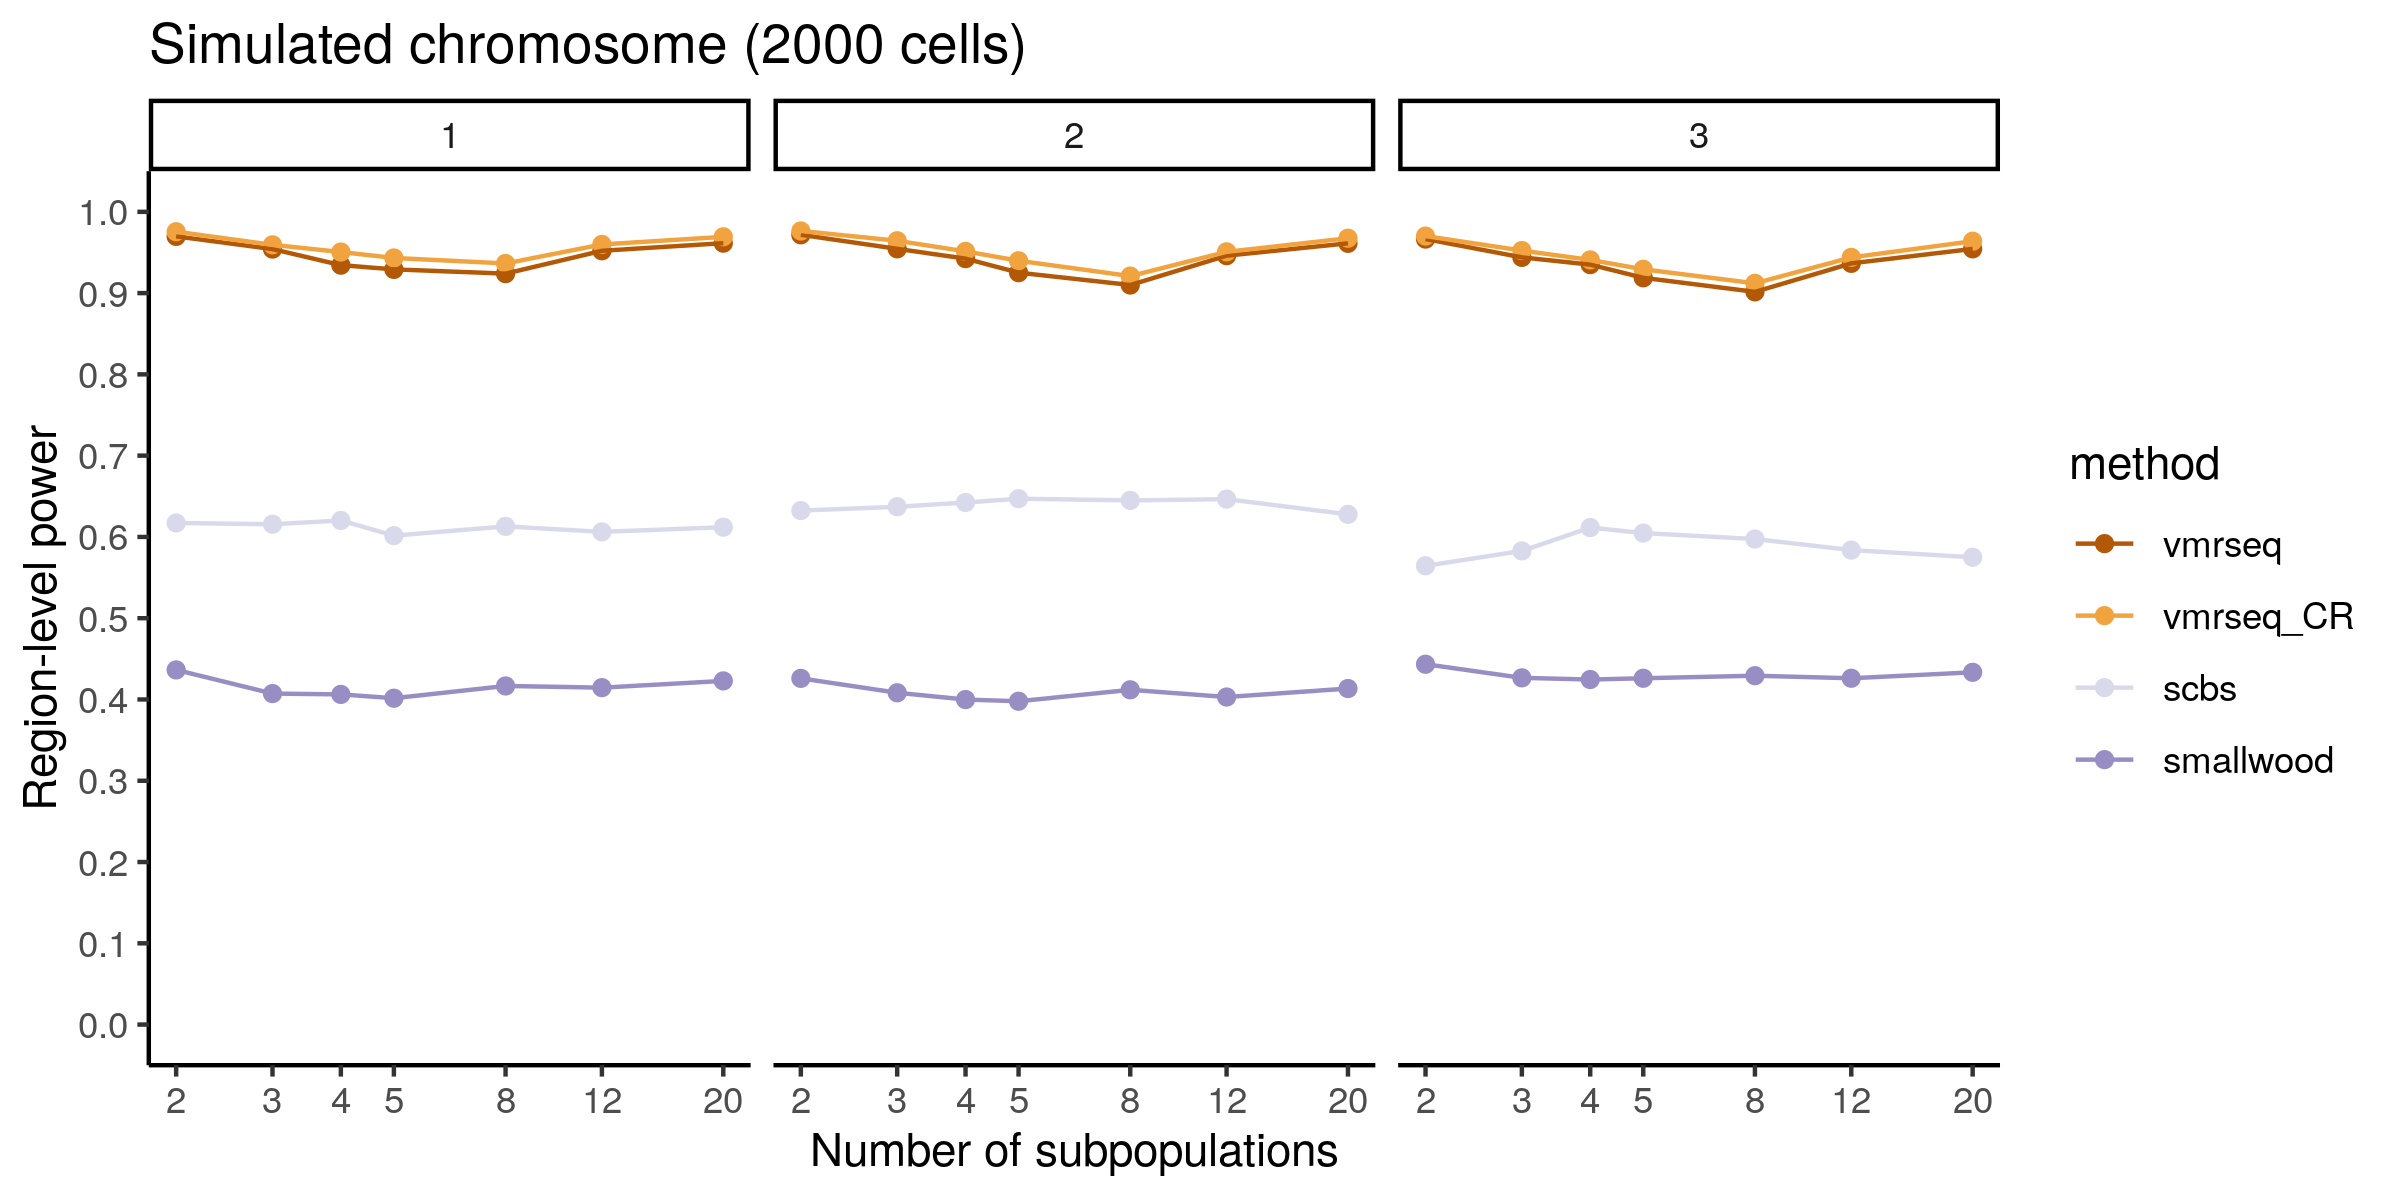 Simulated chromosome (2000 cells)
1 2 3
Region-level power
1.0
0.9
0.8
0.7
0.6
0.5
0.4
0.3
0.2
0.1
0.0
2 3 4 5 8 12 20 2 3 4 5 8 12 20 2 3 4 5 8 12 20
Number of subpopulations
method
vmrseq
vmrseq_CR
scbs
smallwood